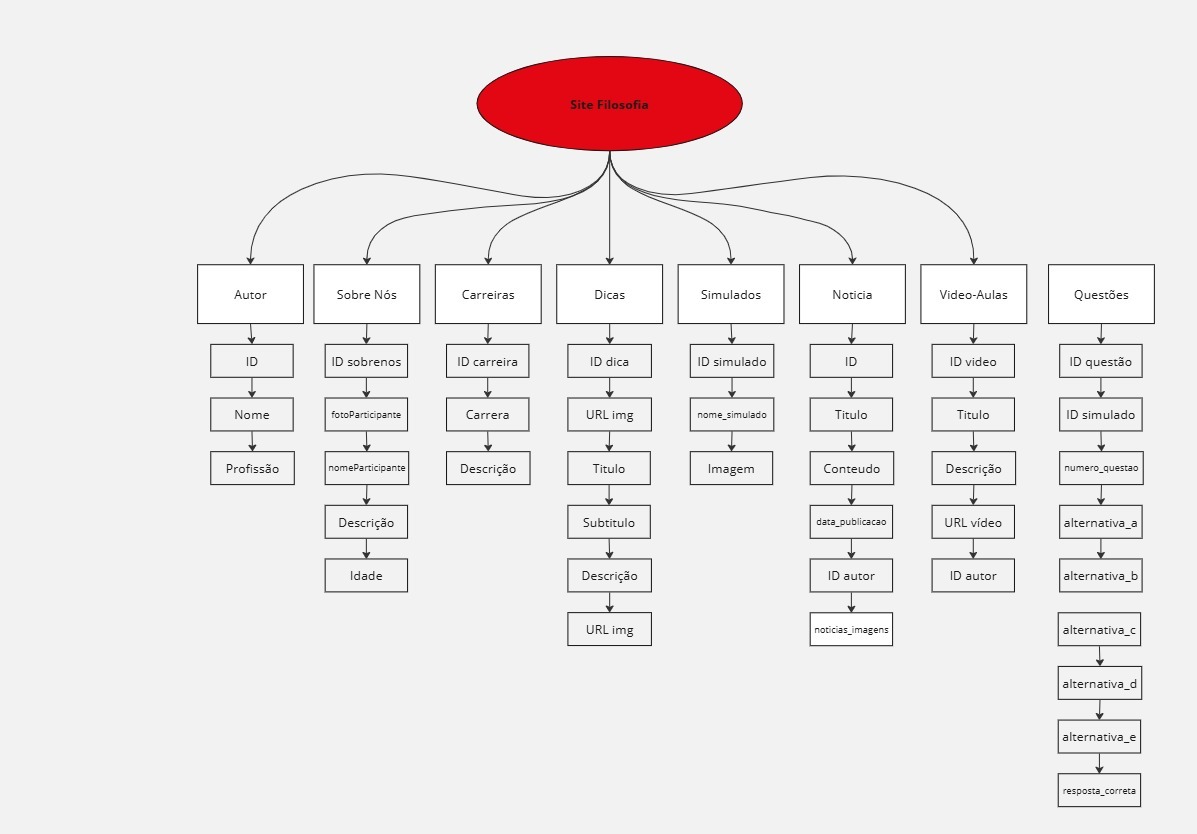 Site Filosofia
Autor
Sobre Nós
Carreiras
Dicas
Simulados
Noticia
Video-Aulas
Questões
ID
ID sobrenos
ID carreira
ID dica
ID simulado
ID
ID video
ID questão
Nome
fotoParticipante
Carrera
URL img
nome_simulado
Titulo
Titulo
ID simulado
Profissão
nomeParticipante
Descrição
Titulo
Imagem
Conteudo
Descrição
numero_questao
Descrição
Subtitulo
data_publicacao
URL vídeo
alternativa_a
Idade
Descrição
ID autor
ID autor
alternativa_b
URL img
noticias_imagens
alternativa_c
alternativa_d
alternativa_e
resposta_correta